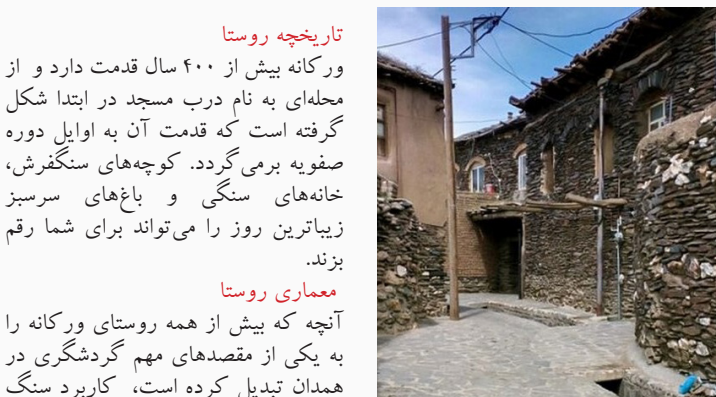 تاریخچه روستا
ورکانه بیش از ۴۰۰ سال قدمت دارد و از
محله‌ای به نام درب مسجد در ابتدا شکل
گرفته است که قدمت آن به اوایل دوره
صفویه برمی‌گردد. کوچه‌های سنگفرش،
خانه‌های سنگی و باغ‌های سرسبز
زیباترین روز را می‌تواند برای شما رقم
بزند.
معماری روستا
آنچه که بیش از همه روستای ورکانه را
به یکی از مقصدهای مهم گردشگری در
همدان تبدیل کرده است، کاربرد سنگ